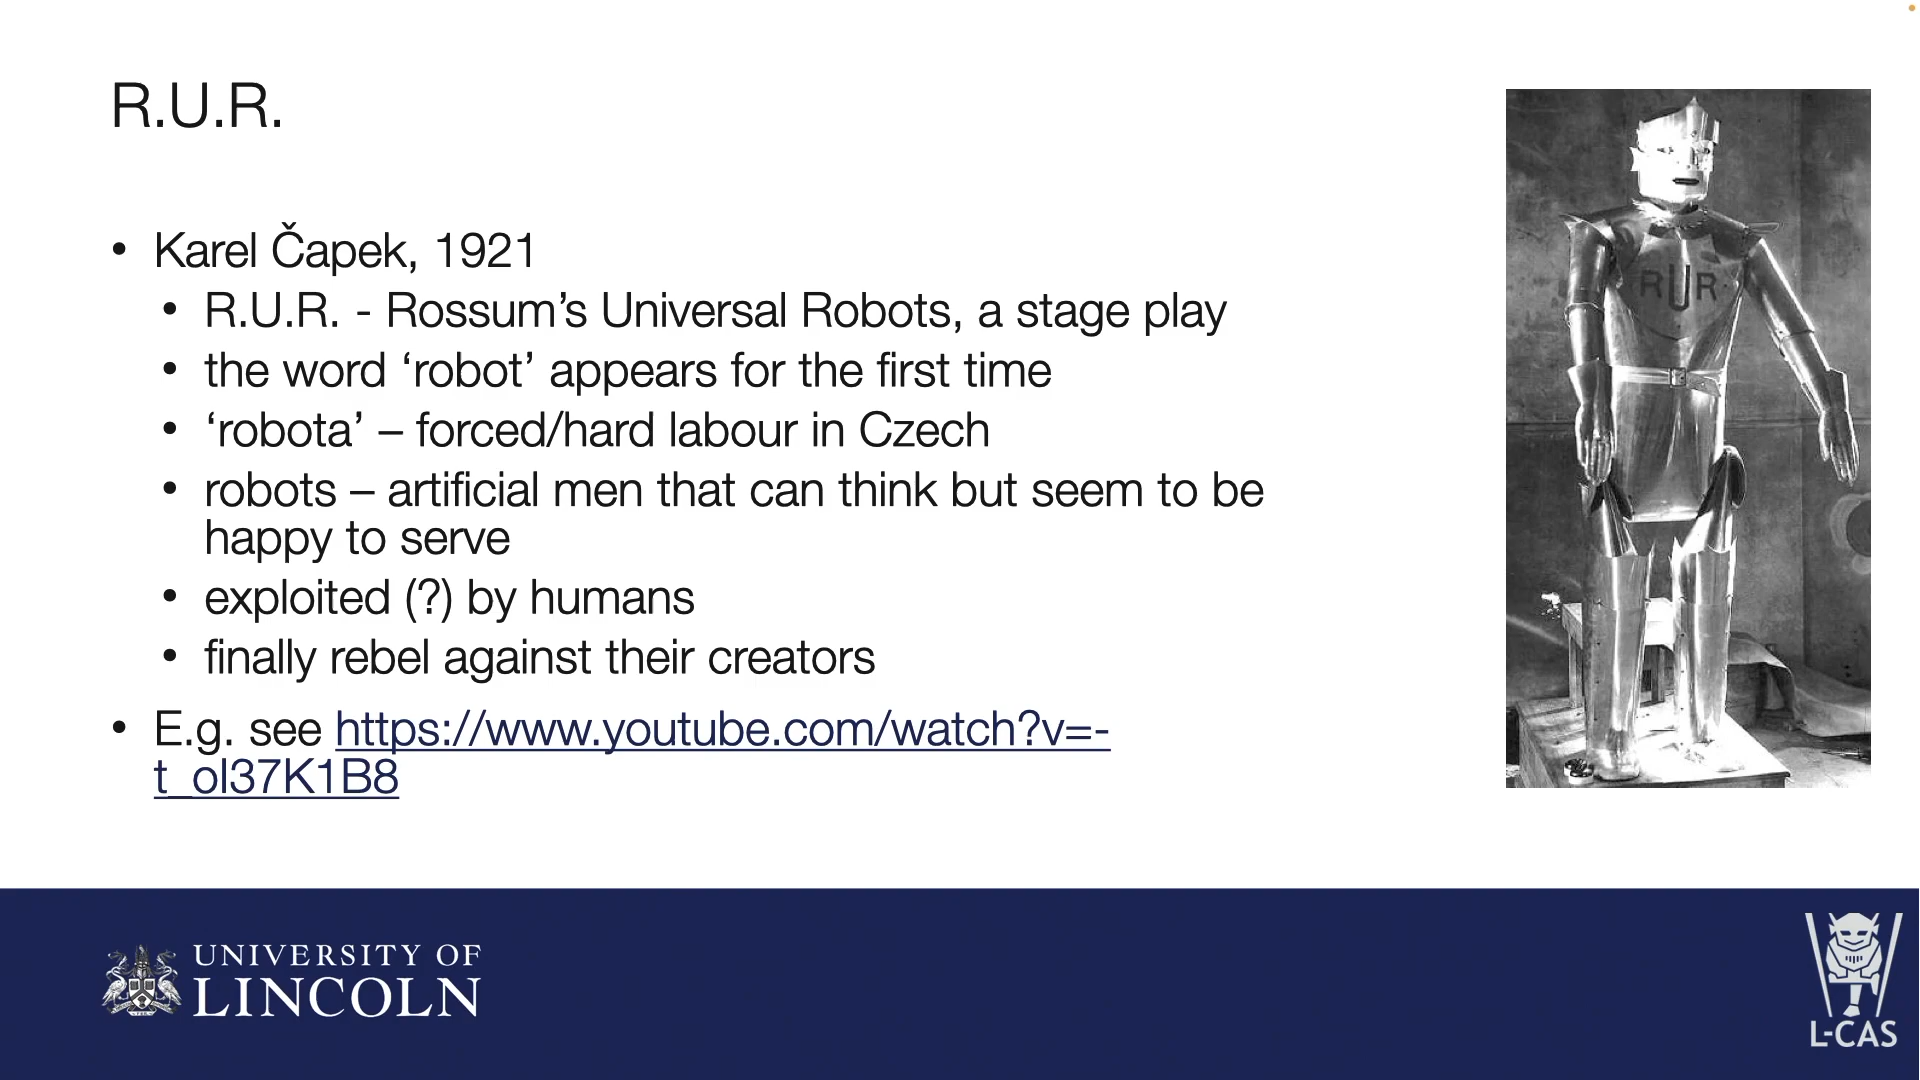 R.U.R.
• Karel Čapek, 1921
• R.U.R. - Rossum’s Universal Robots, a stage play
• the word ‘robot’ appears for the first time
• ‘robota’ – forced/hard labour in Czech
• robots – artificial men that can think but seem to be
happy to serve
• exploited (?) by humans
• finally rebel against their creators
• E.g. see https://www.youtube.com/watch?v=-
t_ol37K1B8
RUR
UNIVERSITY OF
LINCOLN
L-CAS